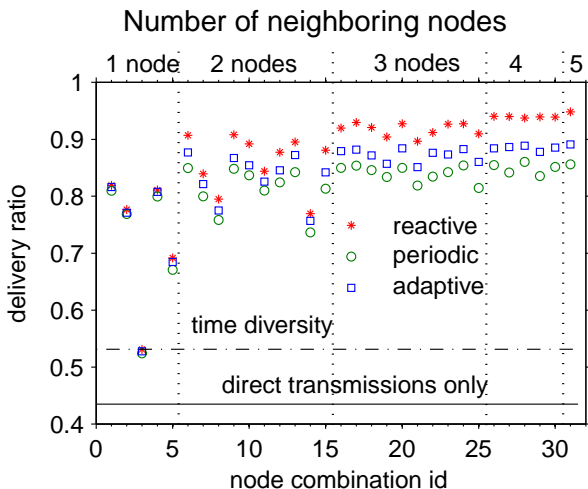 Number of neighboring nodes
1 node 2 nodes 3 nodes 4 5
1
0.9
0.8
0.7
0.6
0.5
0.4
delivery ratio
reactive
periodic
adaptive
time diversity
direct transmissions only
0 5 10 15 20 25 30
node combination id